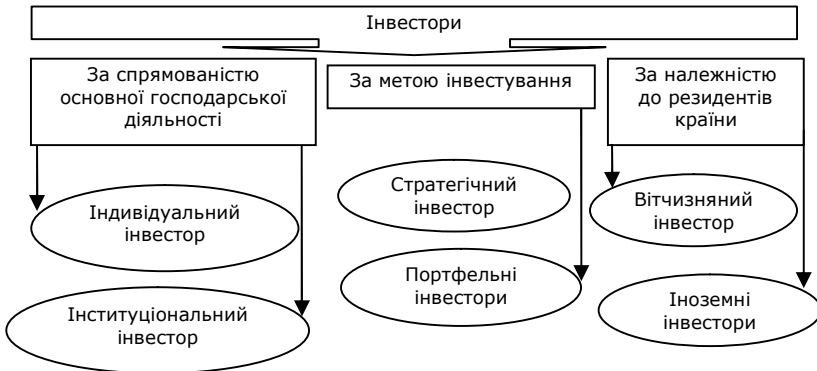 Інвестори
За спрямованістю
основної господарської
діяльності
За метою інвестування
За належністю
до резидентів
країни
Індивідуальний
інвестор
Інституціональний
інвестор
Стратегічний
інвестор
Портфельні
інвестори
Вітчизняний
інвестор
Іноземні
інвестори